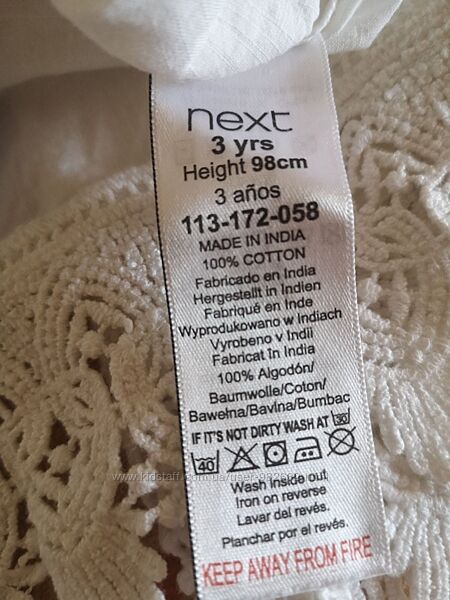 next
3 yrs
Height 98cm
3 años
113-172-058
MADE IN INDIA
100% COTTON
Fabricado en India
Hergestellt in Indien
Fabriqué en Inde
Wyprodukowano w Indiach
Vyrobeno v Indii
Fabricat în India
100% Algodón/
Baumwolle/Coton/
Bawełna/Bavlna/Bumbac
IF IT'S NOT DIRTY WASH AT 30
40
Wash inside out
Iron on reverse
Lavar del revés.
Planchar por el revés.
KEEP AWAY FROM FIRE